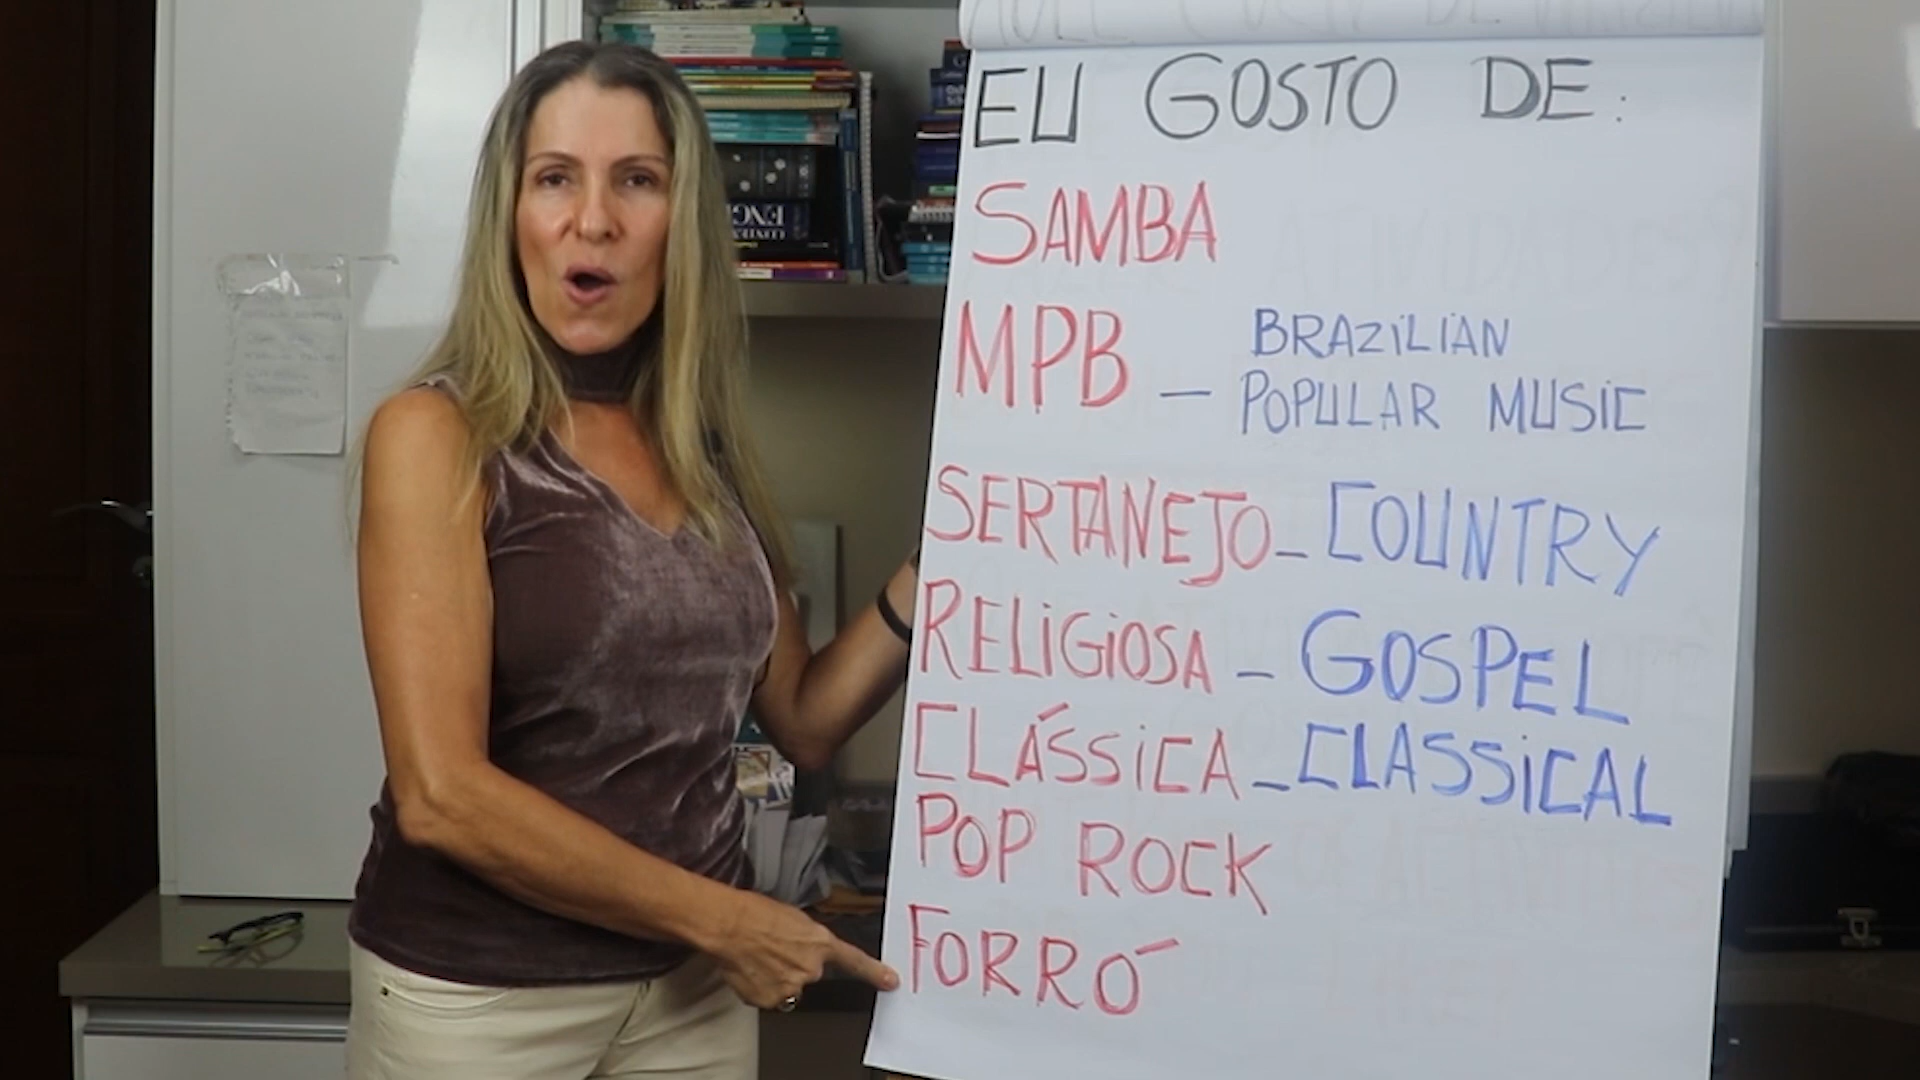 EU GOSTO DE:
SAMBA
MPB - BRAZILIAN
POPULAR MUSIC
SERTANEJO - COUNTRY
RELIGIOSA - GOSPEL
CLÁSSICA - CLASSICAL
POP ROCK
FORRÓ